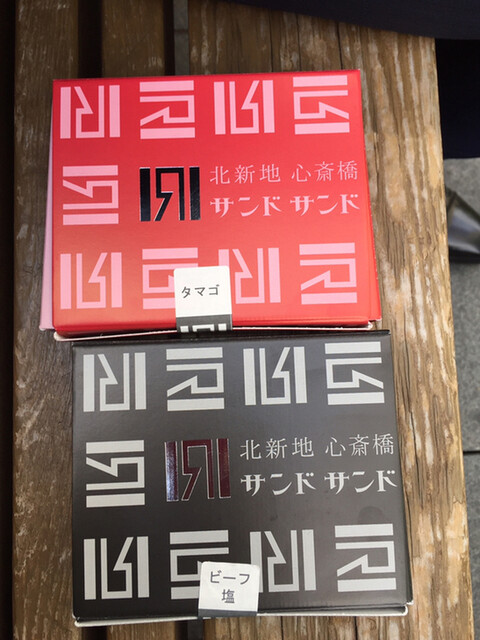 北新地 心斎橋
サンド サンド
タマゴ
北新地 心斎橋
サンド サンド
ビーフ
塩